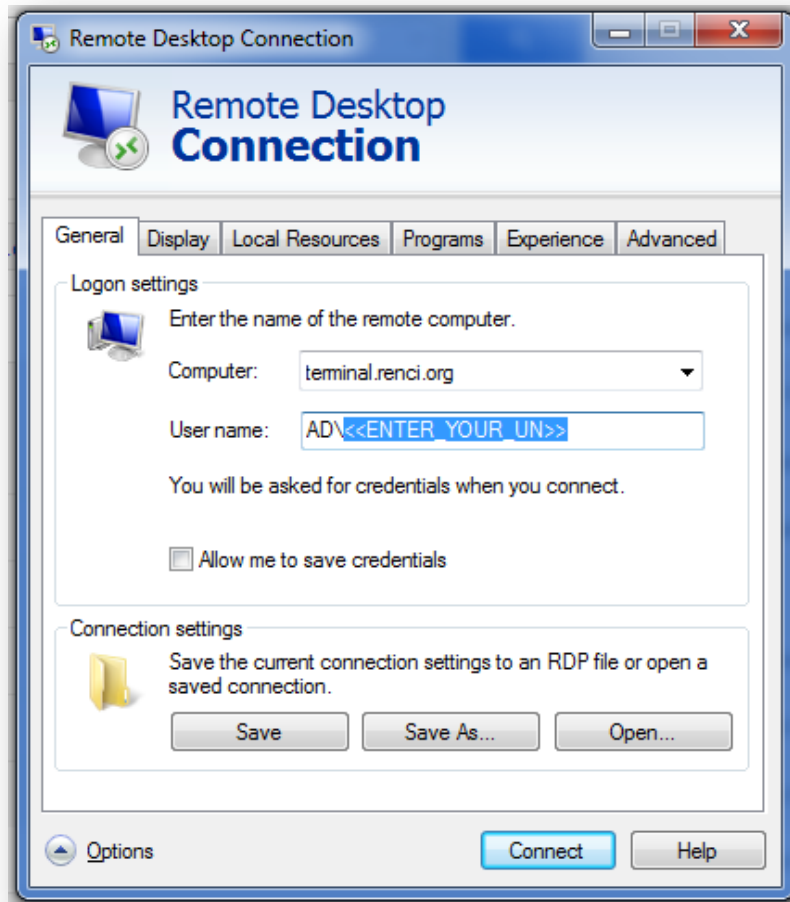 Remote Desktop Connection
Remote Desktop
Connection
General Display Local Resources Programs Experience Advanced
Logon settings
Enter the name of the remote computer.
Computer: terminal.renci.org
User name: AD\<<ENTER_YOUR_UN>>
You will be asked for credentials when you connect.
Allow me to save credentials
Connection settings
Save the current connection settings to an RDP file or open a
saved connection.
Save Save As... Open...
Options Connect Help